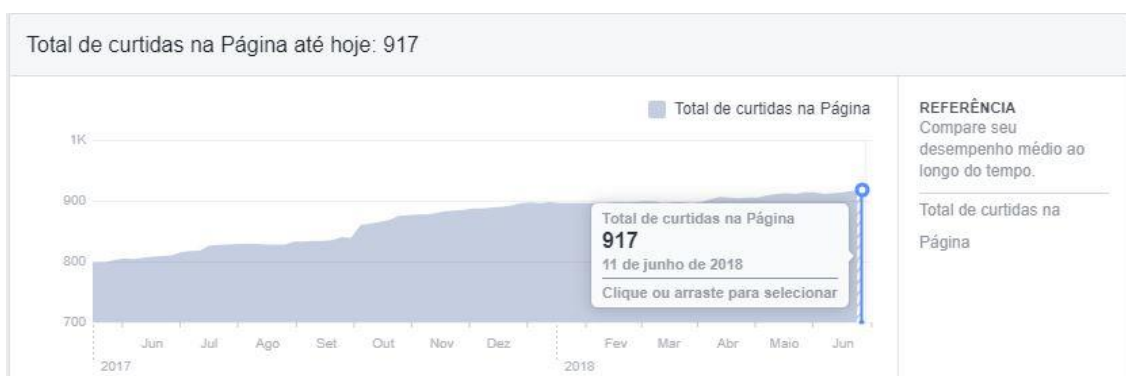 Total de curtidas na Página até hoje: 917
Total de curtidas na Página
1K
900
800
700
Jun Jul Ago Set Out Nov Dez Fev Mar Abr Maio Jun
2017 2018
Total de curtidas na Página
917
11 de junho de 2018
Clique ou arraste para selecionar
REFERÊNCIA
Compare seu
desempenho médio ao
longo do tempo.
Total de curtidas na
Página